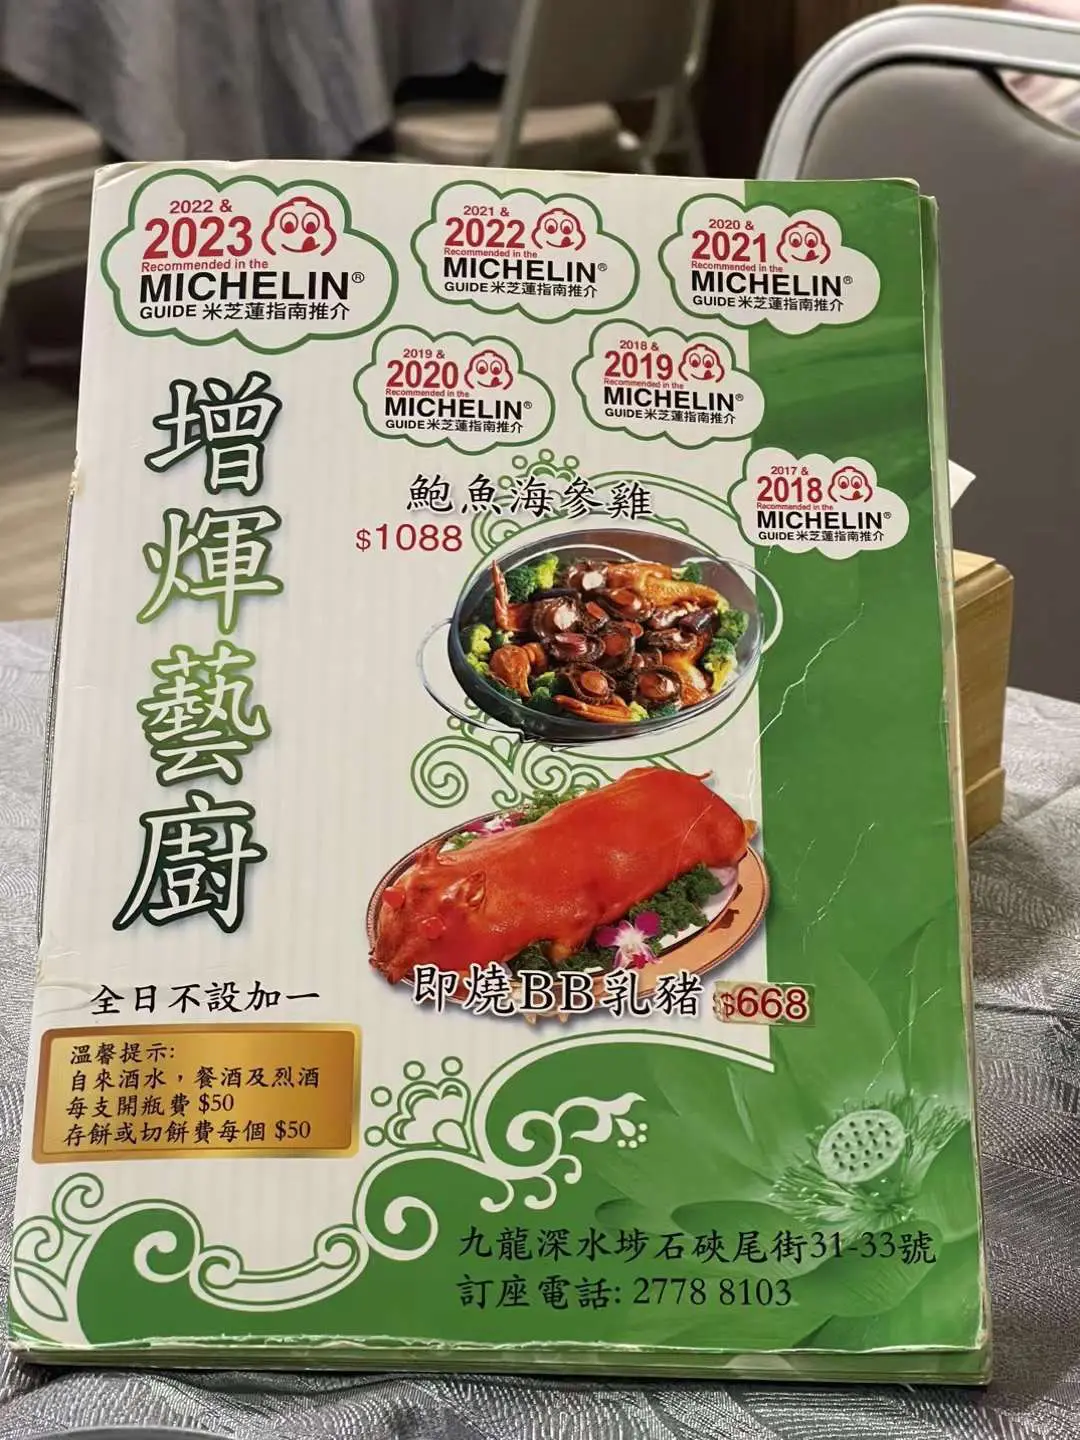 2022 &
2023
Recommended in the
MICHELIN®
GUIDE 米芝蓮指南推介
2021 &
2022
Recommended in the
MICHELIN®
GUIDE 米芝蓮指南推介
2020 &
2021
Recommended in the
MICHELIN®
GUIDE 米芝蓮指南推介
2019 &
2020
Recommended in the
MICHELIN®
GUIDE 米芝蓮指南推介
2018 &
2019
Recommended in the
MICHELIN®
GUIDE 米芝蓮指南推介
2017 &
2018
Recommended in the
MICHELIN®
GUIDE 米芝蓮指南推介
增煇藝廚
鮑魚海參雞
$1088
即燒BB乳豬 $668
全日不設加一
溫馨提示:
自來酒水，餐酒及烈酒
每支開瓶費 $50
存餅或切餅費每個 $50
九龍深水埗石硤尾街31-33號
訂座電話: 2778 8103